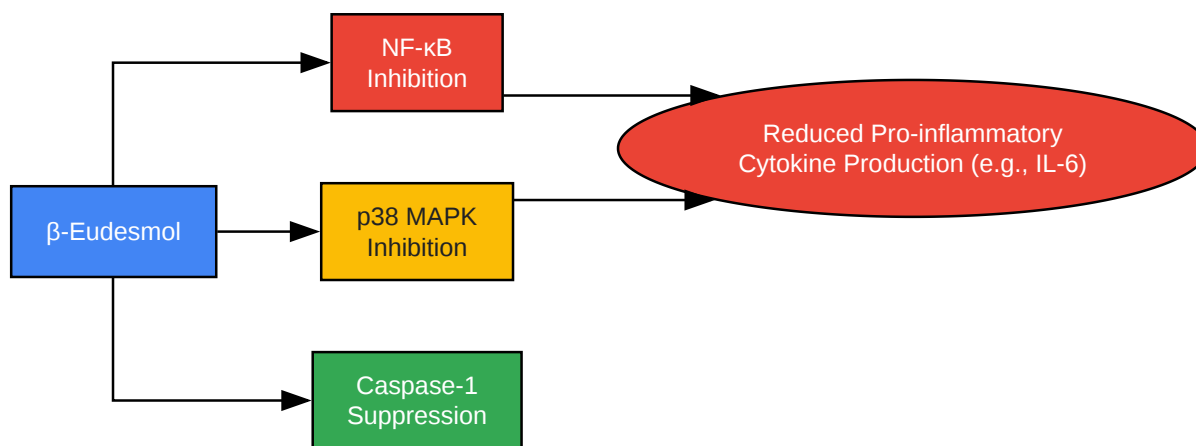 NF-κB
Inhibition
Reduced Pro-inflammatory
Cytokine Production (e.g., IL-6)
β-Eudesmol
p38 MAPK
Inhibition
Caspase-1
Suppression